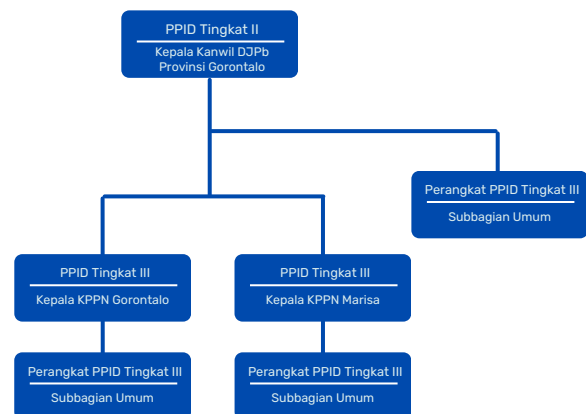 PPID Tingkat II
Kepala Kanwil DJPb
Provinsi Gorontalo
Perangkat PPID Tingkat III
Subbagian Umum
PPID Tingkat III
Kepala KPPN Gorontalo
PPID Tingkat III
Kepala KPPN Marisa
Perangkat PPID Tingkat III
Subbagian Umum
Perangkat PPID Tingkat III
Subbagian Umum